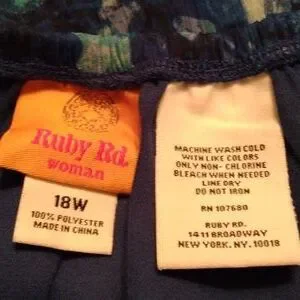 Ruby Rd.
woman
18W
100% POLYESTER
MADE IN CHINA
MACHINE WASH COLD
WITH LIKE COLORS
ONLY NON- CHLORINE
BLEACH WHEN NEEDED
LINE DRY
DO NOT IRON
RN 107680
RUBY RD.
1411 BROADWAY
NEW YORK, NY. 10018